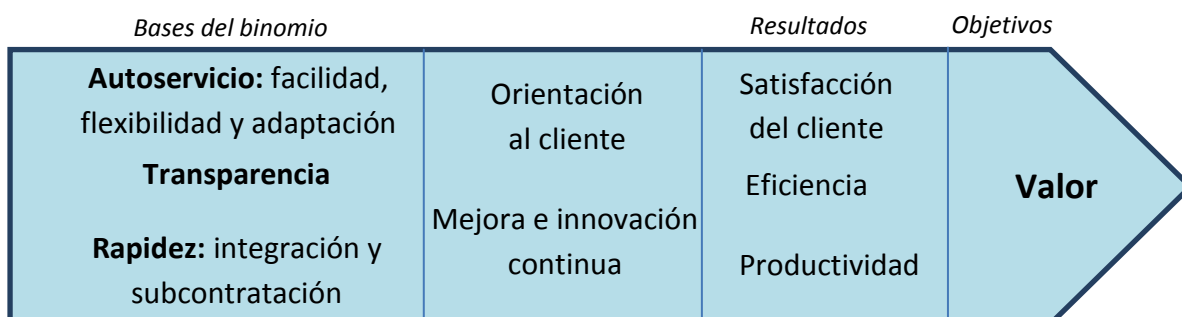 Bases del binomio
Resultados
Objetivos
Autoservicio: facilidad,
flexibilidad y adaptación
Transparencia
Rapidez: integración y
subcontratación
Orientación
al cliente
Mejora e innovación
continua
Satisfacción
del cliente
Eficiencia
Productividad
Valor